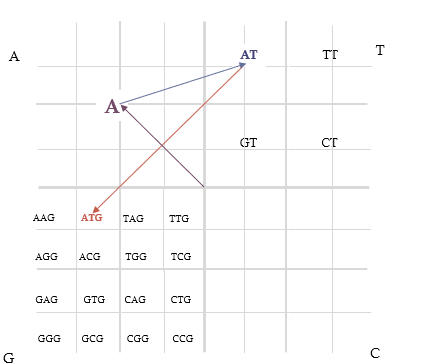 A AT TT T
A
GT CT
AAG ATG TAG TTG
AGG ACG TGG TCG
GAG GTG CAG CTG
GGG GCG CGG CCG
G C